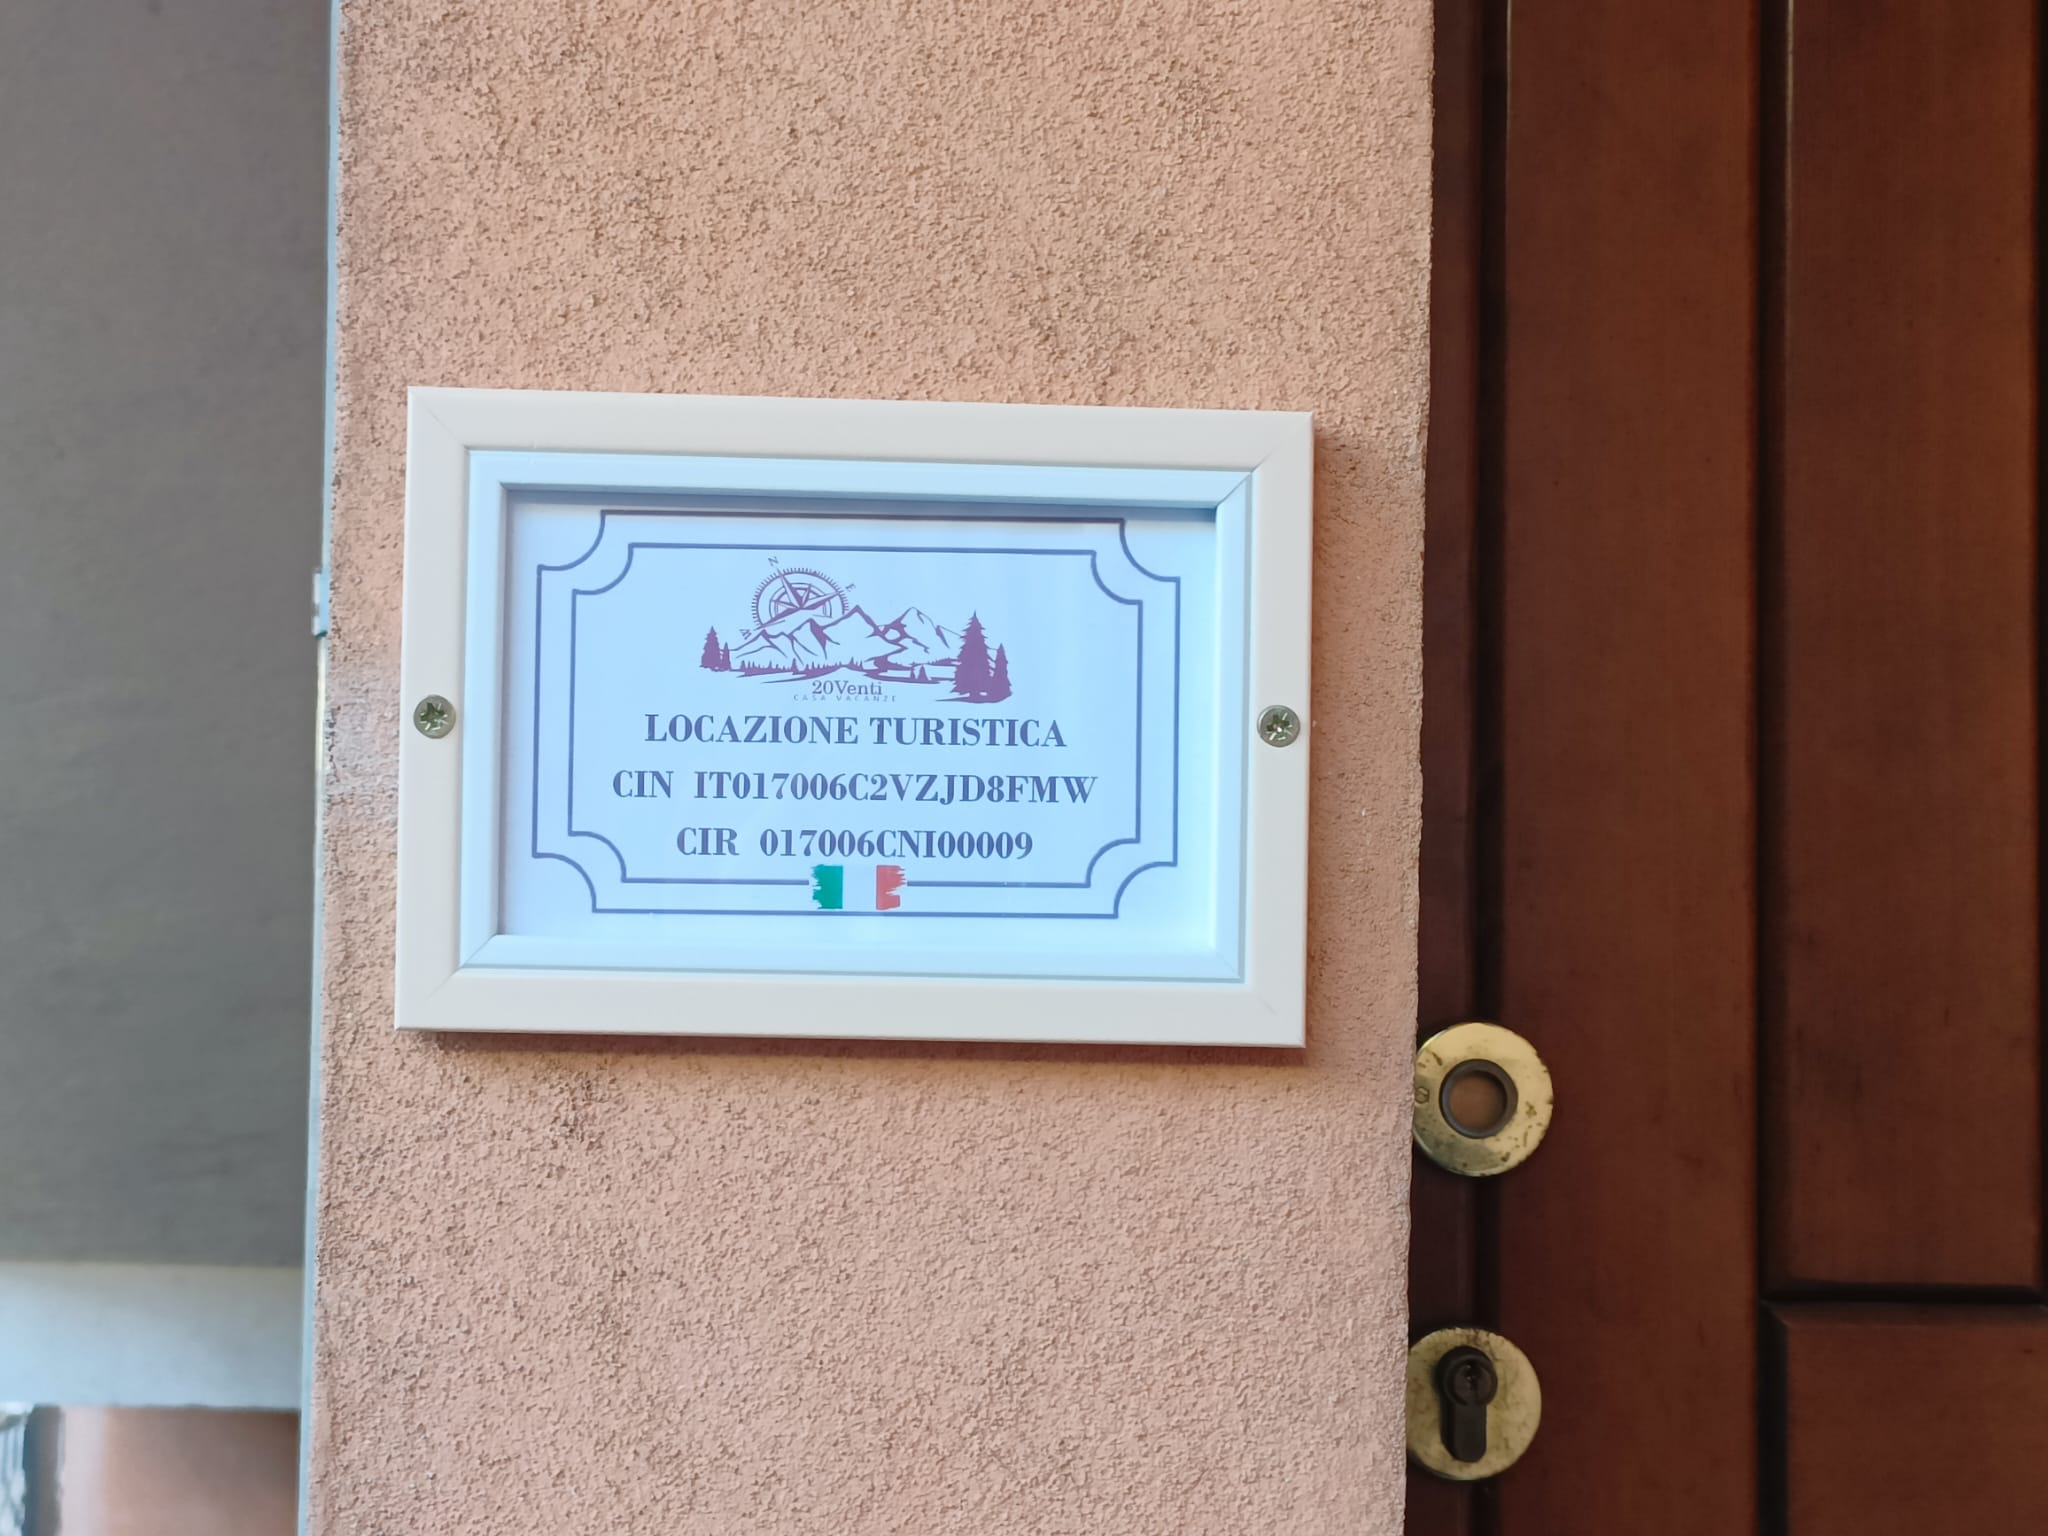 N
E
20Venti
CASA VACANZE
LOCAZIONE TURISTICA
CIN IT017006C2VZJD8FMW
CIR 017006CNI00009